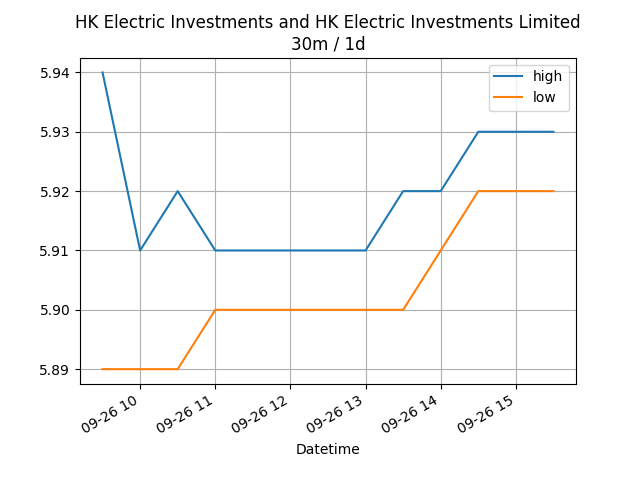 HK Electric Investments and HK Electric Investments Limited
30m / 1d
high
low
5.94
5.93
5.92
5.91
5.90
5.89
09-26 10
09-26 11
09-26 12
09-26 13
09-26 14
09-26 15
Datetime